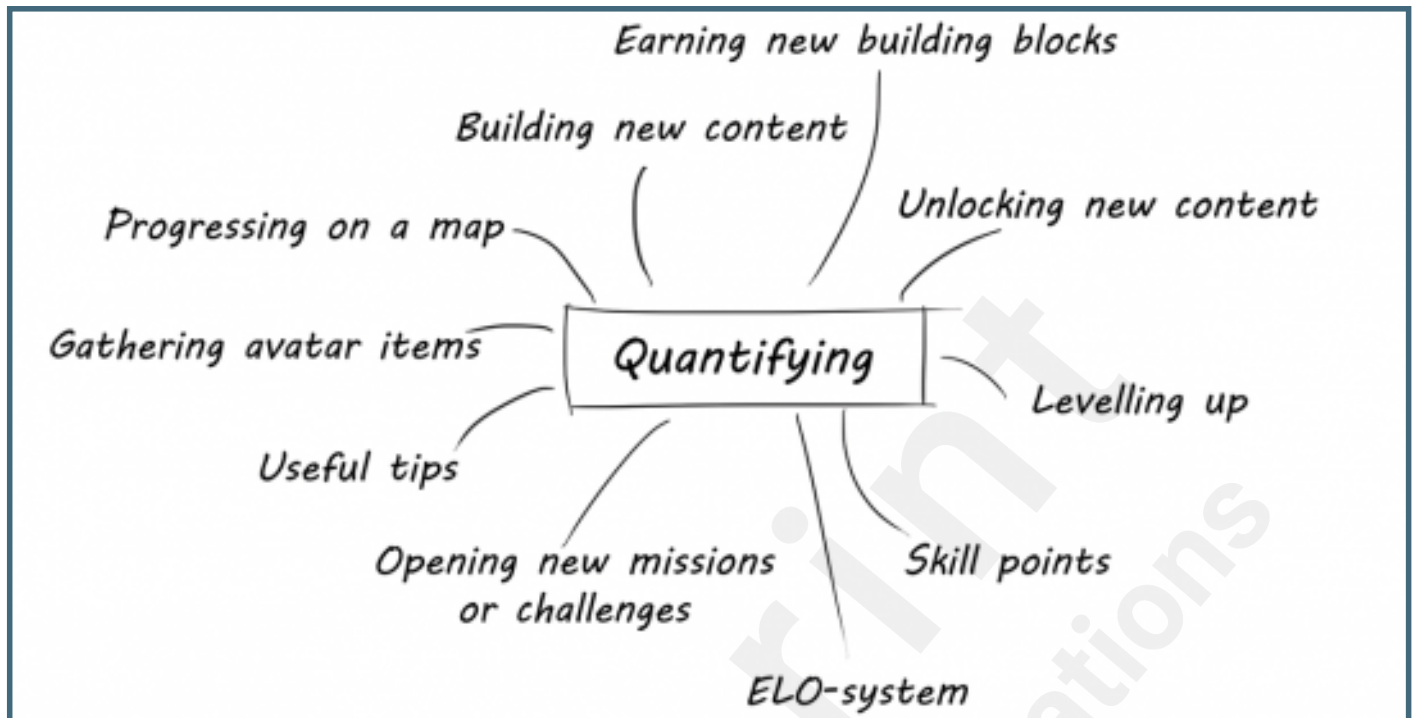 Earning new building blocks
Building new content
Unlocking new content
Progressing on a map
Gathering avatar items
Quantifying
Levelling up
Useful tips
Opening new missions
or challenges
Skill points
ELO-system